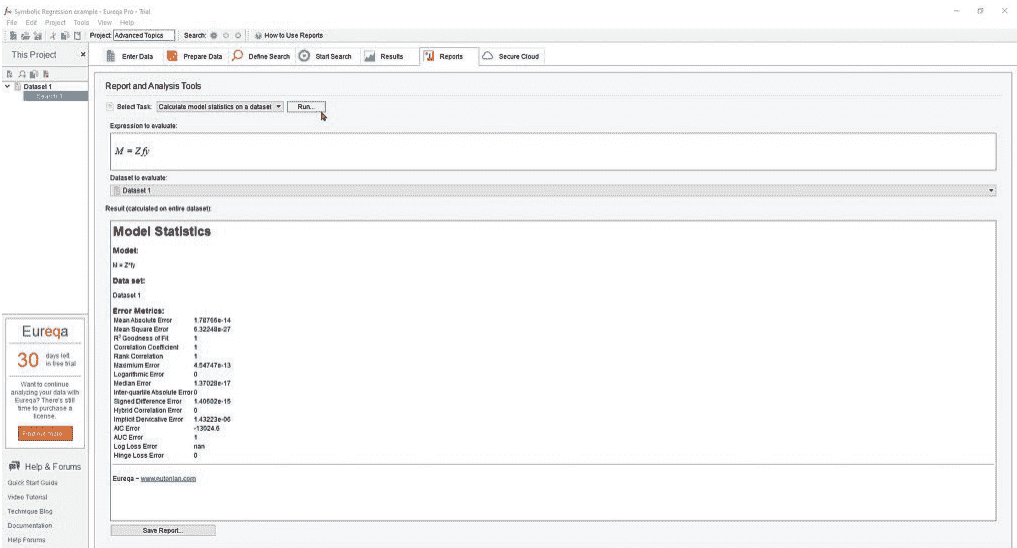 Symbolic Regression example - Eureqa Pro - Trial
File Edit Project Tools View Help
Project: Advanced Topics Search: How to Use Reports
This Project ×
Enter Data Prepare Data Define Search Start Search Results Reports Secure Cloud
Dataset 1
Search 1
Report and Analysis Tools
Select Task: Calculate model statistics on a dataset Run...
Expression to evaluate:
M = Z fy
Dataset to evaluate:
Dataset 1
Result (calculated on entire dataset):
Model Statistics
Model:
M = Z*fy
Data set:
Dataset 1
Error Metrics:
Mean Absolute Error 1.78766e-14
Mean Square Error 6.32248e-27
R² Goodness of Fit 1
Correlation Coefficient 1
Rank Correlation 1
Maximum Error 4.54747e-13
Logarithmic Error 0
Median Error 1.37028e-17
Inter-quartile Absolute Error 0
Signed Difference Error 1.40602e-15
Hybrid Correlation Error 0
Implicit Derivative Error 1.43223e-06
AIC Error -13024.6
AUC Error 1
Log Loss Error nan
Hinge Loss Error 0
Eureqa – www.nutonian.com
Save Report...
Eureqa
30 days left
in free trial
Want to continue
analyzing your data with
Eureqa? There's still
time to purchase a
license.
Find out more
Help & Forums
Quick Start Guide
Video Tutorial
Technique Blog
Documentation
Help Forums